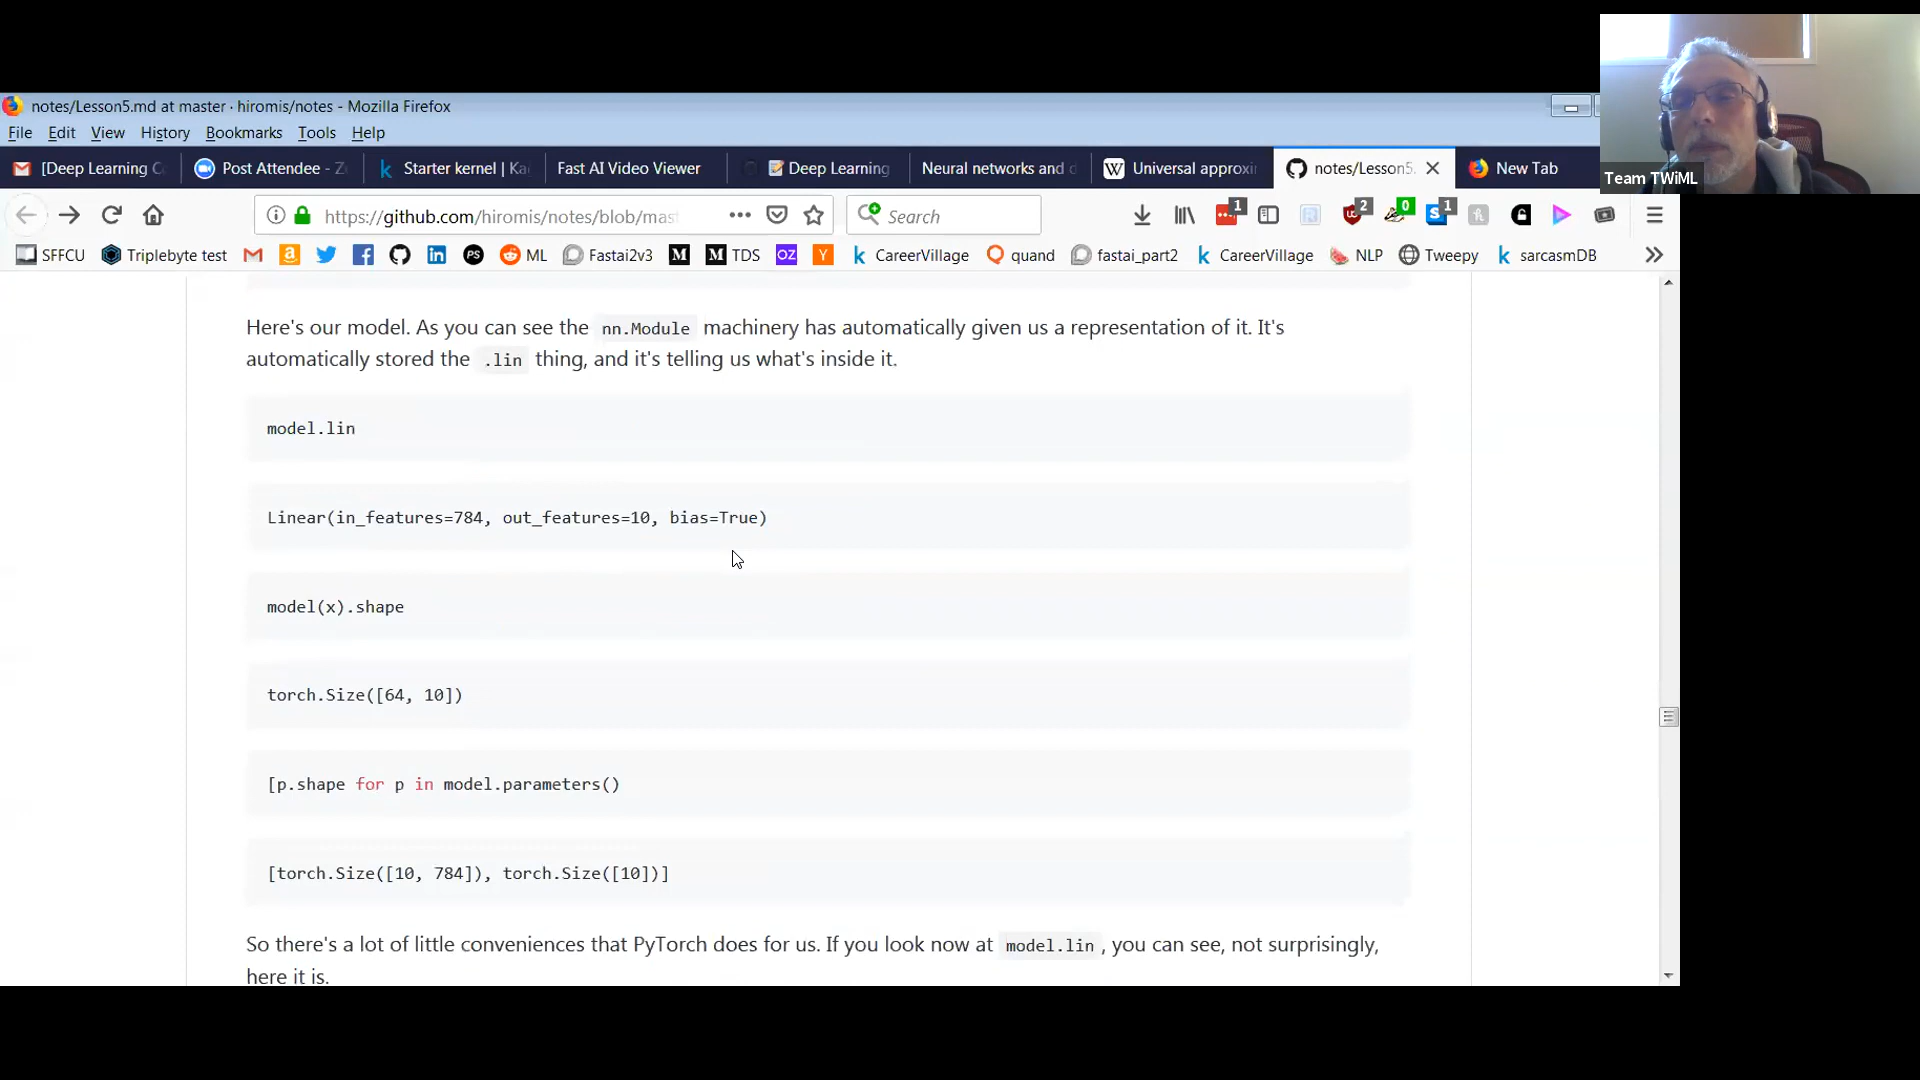 Team TWiML
notes/Lesson5.md at master · hiromis/notes - Mozilla Firefox
File Edit View History Bookmarks Tools Help
[Deep Learning C Post Attendee - Z Starter kernel | Ka Fast AI Video Viewer Deep Learning Neural networks and d Universal approxi notes/Lesson5. New Tab
https://github.com/hiromis/notes/blob/mas Search 1 2 0 1
SFFCU Triplebyte test PS ML Fastai2v3 M M TDS OZ Y CareerVillage quand fastai_part2 CareerVillage NLP Tweepy sarcasmDB
Here's our model. As you can see the nn.Module machinery has automatically given us a representation of it. It's
automatically stored the .lin thing, and it's telling us what's inside it.
model.lin
Linear(in_features=784, out_features=10, bias=True)
model(x).shape
torch.Size([64, 10])
[p.shape for p in model.parameters()
[torch.Size([10, 784]), torch.Size([10])]
So there's a lot of little conveniences that PyTorch does for us. If you look now at model.lin, you can see, not surprisingly,
here it is.